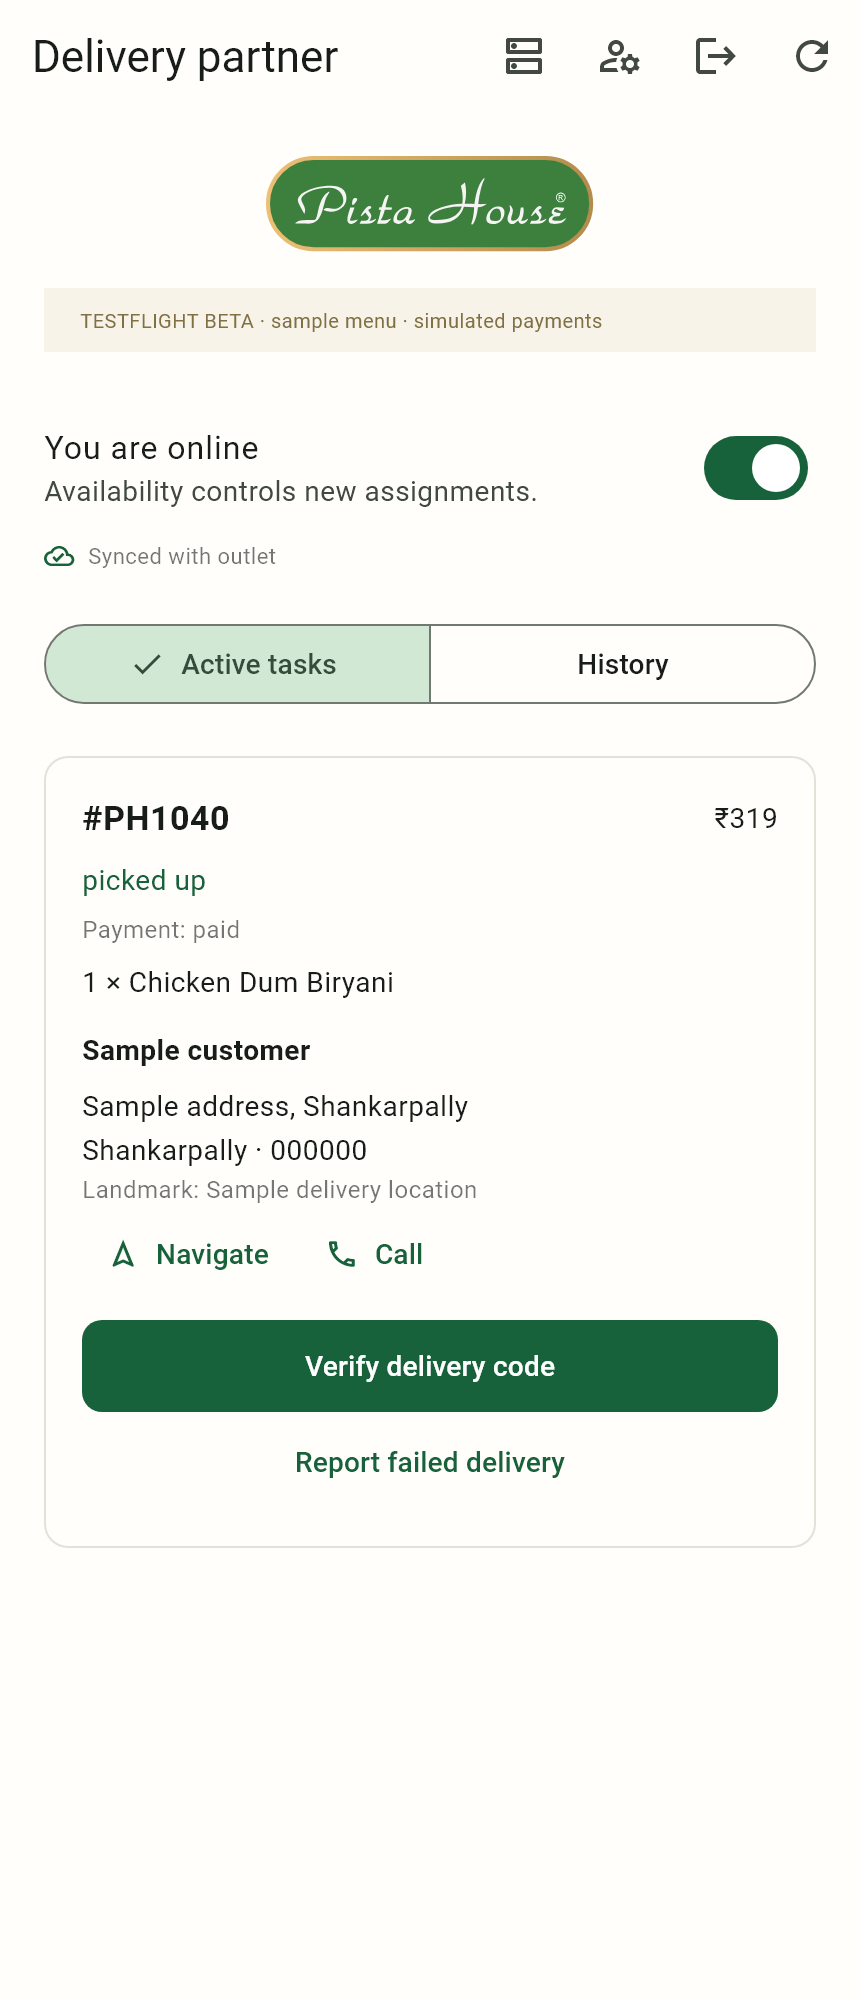 Delivery partner
Pista House®
TESTFLIGHT BETA · sample menu · simulated payments
You are online
Availability controls new assignments.
Synced with outlet
Active tasks
History
#PH1040
₹319
picked up
Payment: paid
1 × Chicken Dum Biryani
Sample customer
Sample address, Shankarpally
Shankarpally · 000000
Landmark: Sample delivery location
Navigate
Call
Verify delivery code
Report failed delivery